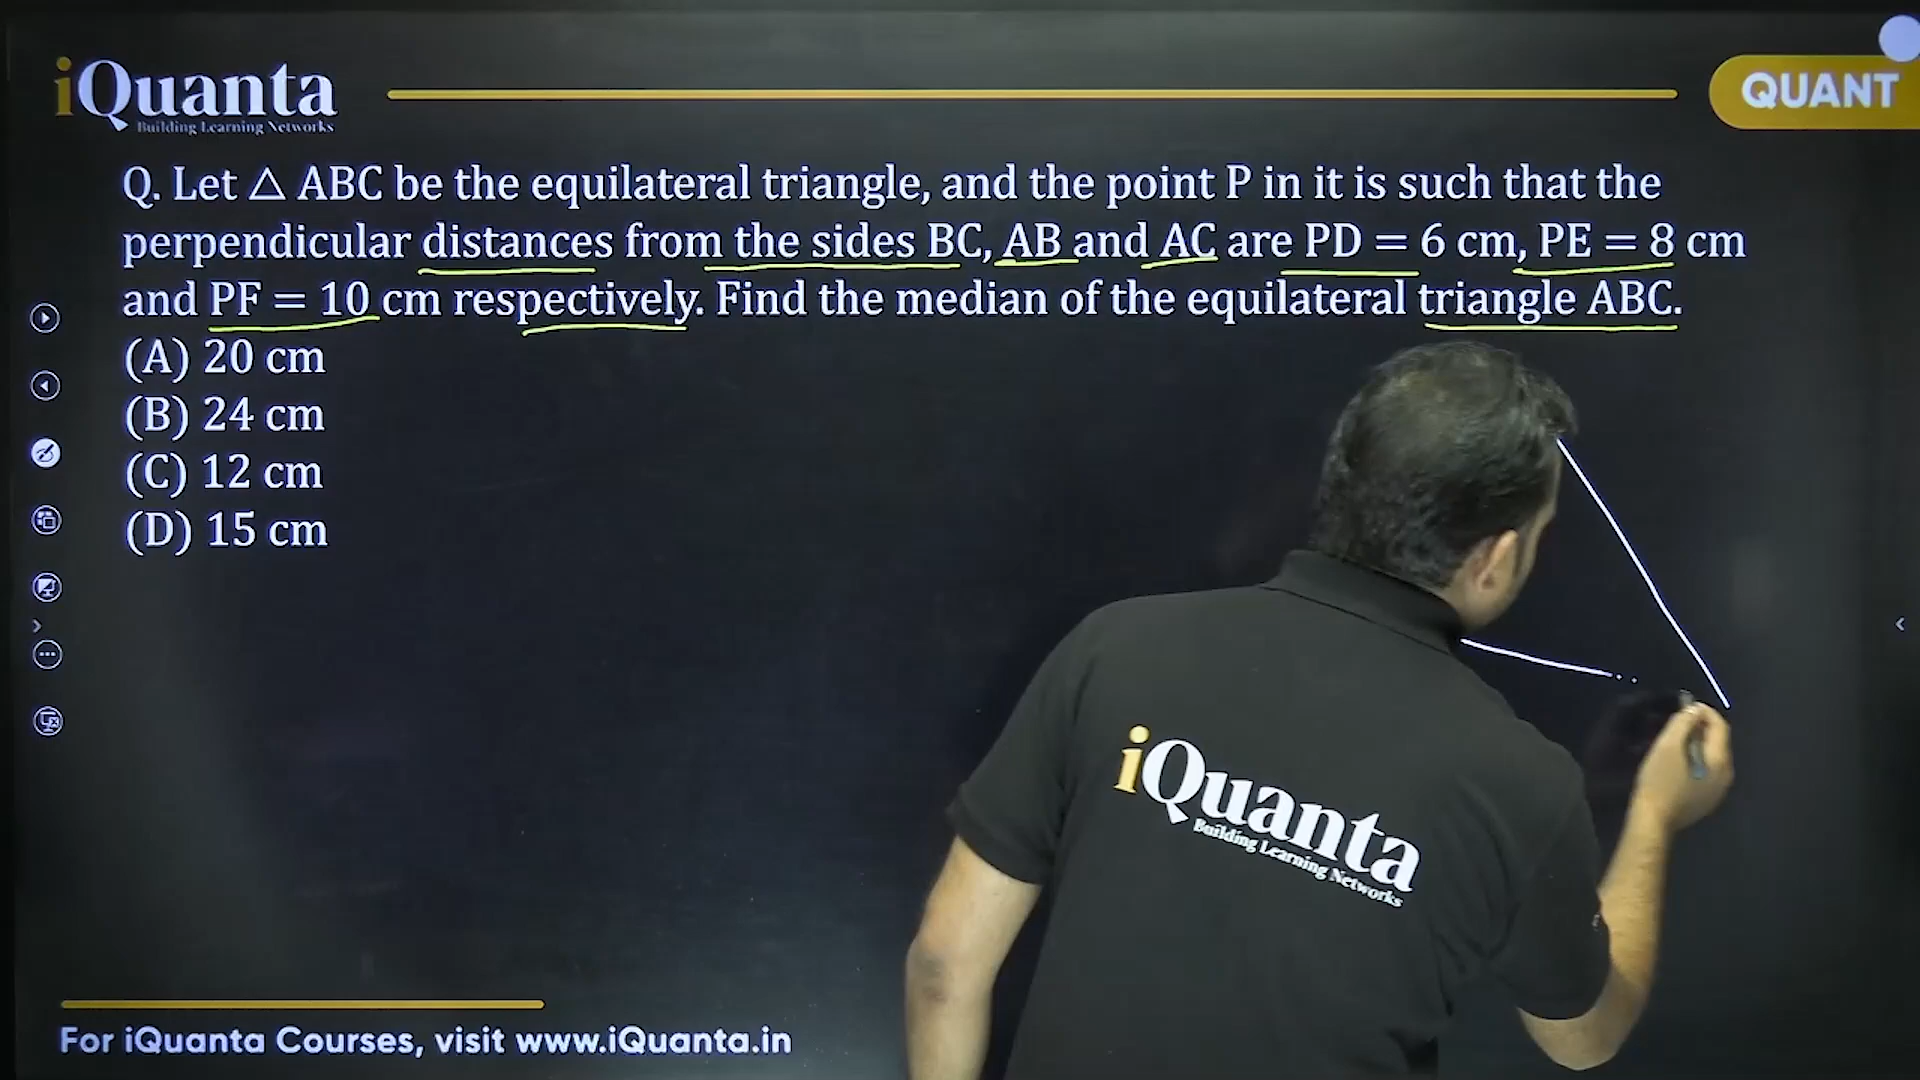 iQuanta
Building Learning Networks
QUANT
Q. Let △ ABC be the equilateral triangle, and the point P in it is such that the
perpendicular distances from the sides BC, AB and AC are PD = 6 cm, PE = 8 cm
and PF = 10 cm respectively. Find the median of the equilateral triangle ABC.
(A) 20 cm
(B) 24 cm
(C) 12 cm
(D) 15 cm
iQuanta
Building Learning Networks
For iQuanta Courses, visit www.iQuanta.in